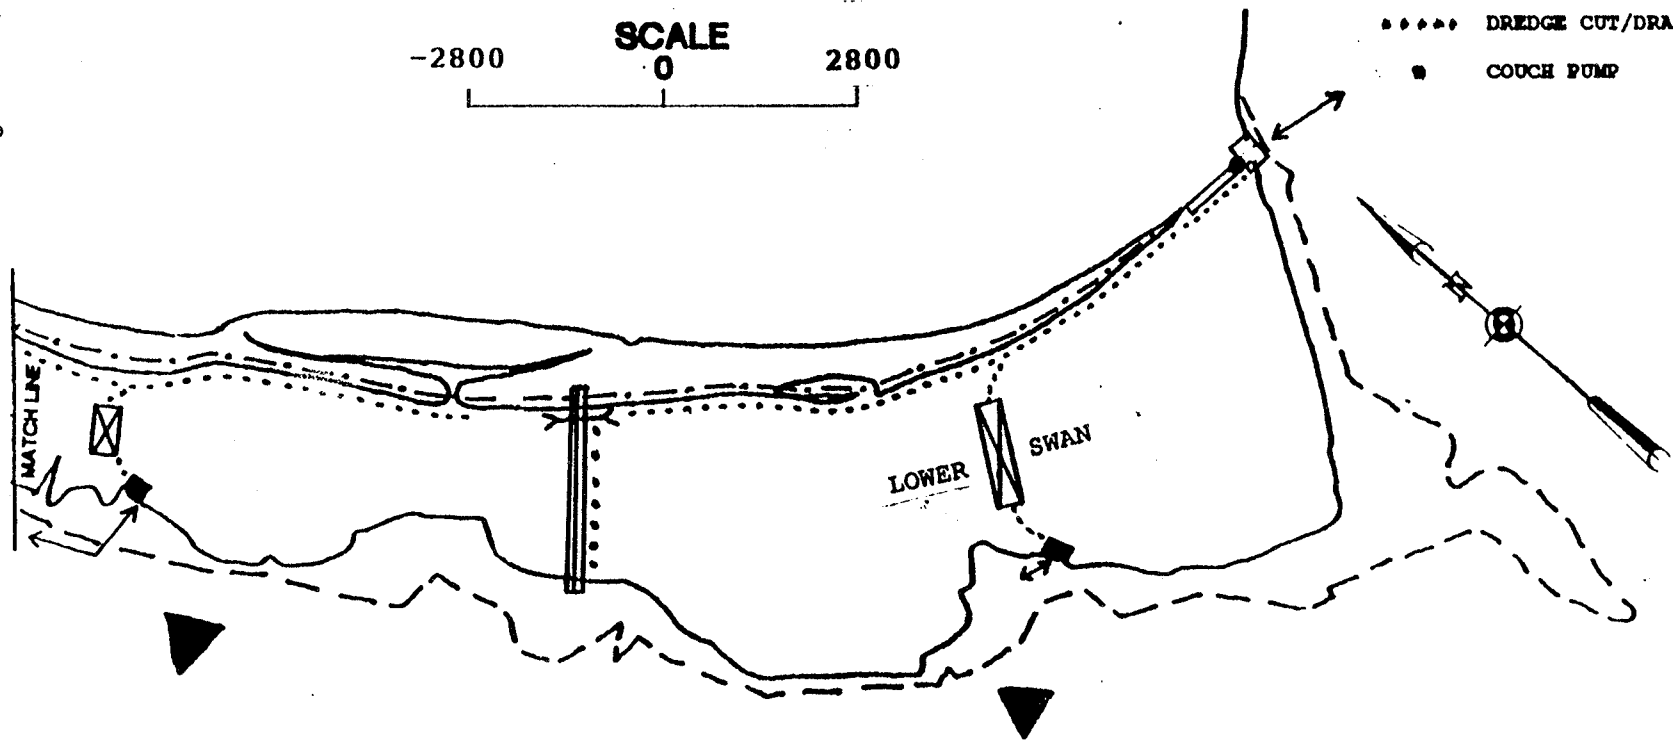 SCALE
-2800 0 2800
DREDGE CUT/DRA
COUCH PUMP
MATCH LINE
LOWER SWAN